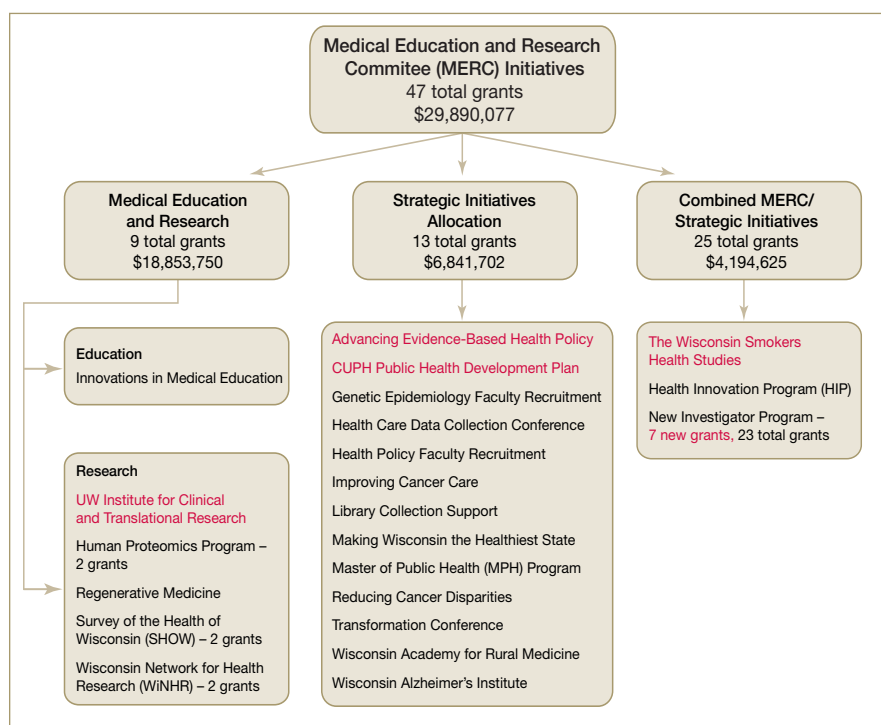 Medical Education and Research
Commitee (MERC) Initiatives
47 total grants
$29,890,077
Medical Education
and Research
9 total grants
$18,853,750
Strategic Initiatives
Allocation
13 total grants
$6,841,702
Combined MERC/
Strategic Initiatives
25 total grants
$4,194,625
Education
Innovations in Medical Education
Research
UW Institute for Clinical
and Translational Research
Human Proteomics Program –
2 grants
Regenerative Medicine
Survey of the Health of
Wisconsin (SHOW) – 2 grants
Wisconsin Network for Health
Research (WiNHR) – 2 grants
Advancing Evidence-Based Health Policy
CUPH Public Health Development Plan
Genetic Epidemiology Faculty Recruitment
Health Care Data Collection Conference
Health Policy Faculty Recruitment
Improving Cancer Care
Library Collection Support
Making Wisconsin the Healthiest State
Master of Public Health (MPH) Program
Reducing Cancer Disparities
Transformation Conference
Wisconsin Academy for Rural Medicine
Wisconsin Alzheimer’s Institute
The Wisconsin Smokers
Health Studies
Health Innovation Program (HIP)
New Investigator Program –
7 new grants, 23 total grants